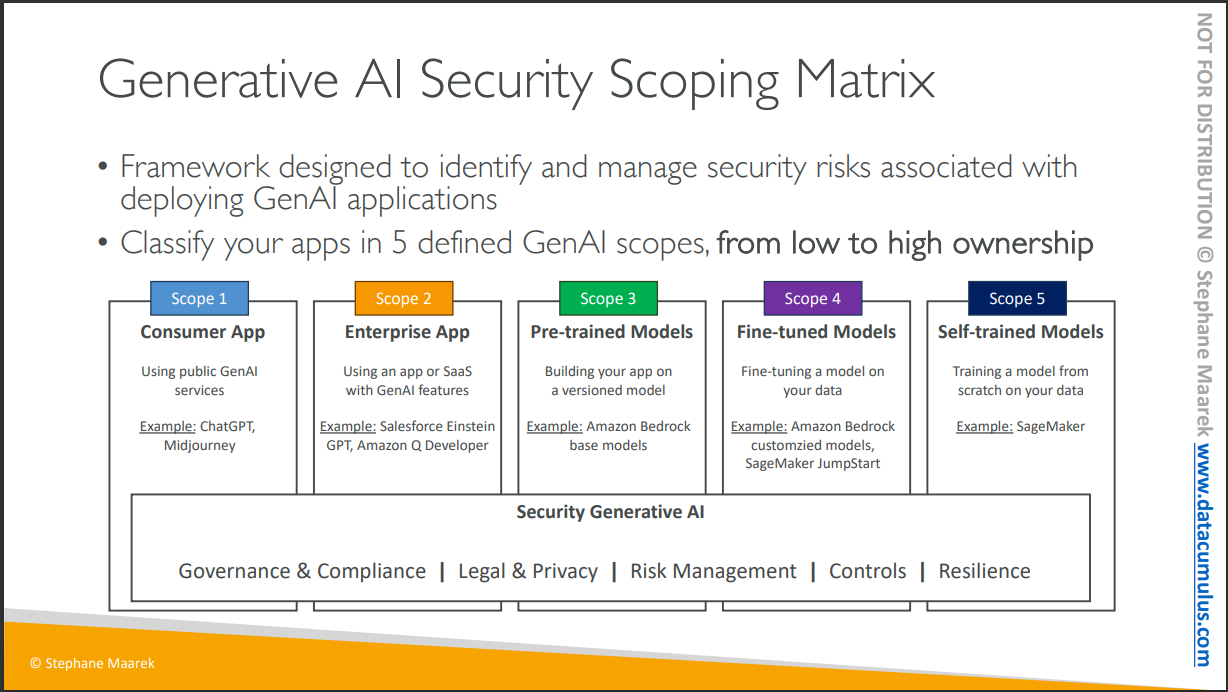 Generative AI Security Scoping Matrix
• Framework designed to identify and manage security risks associated with
deploying GenAI applications
• Classify your apps in 5 defined GenAI scopes, from low to high ownership
Scope 1
Consumer App
Using public GenAI
services
Example: ChatGPT,
Midjourney
Scope 2
Enterprise App
Using an app or SaaS
with GenAI features
Example: Salesforce Einstein
GPT, Amazon Q Developer
Scope 3
Pre-trained Models
Building your app on
a versioned model
Example: Amazon Bedrock
base models
Scope 4
Fine-tuned Models
Fine-tuning a model on
your data
Example: Amazon Bedrock
customzied models,
SageMaker JumpStart
Scope 5
Self-trained Models
Training a model from
scratch on your data
Example: SageMaker
Security Generative AI
Governance & Compliance | Legal & Privacy | Risk Management | Controls | Resilience
© Stephane Maarek
NOT FOR DISTRIBUTION © Stephane Maarek www.datacumulus.com